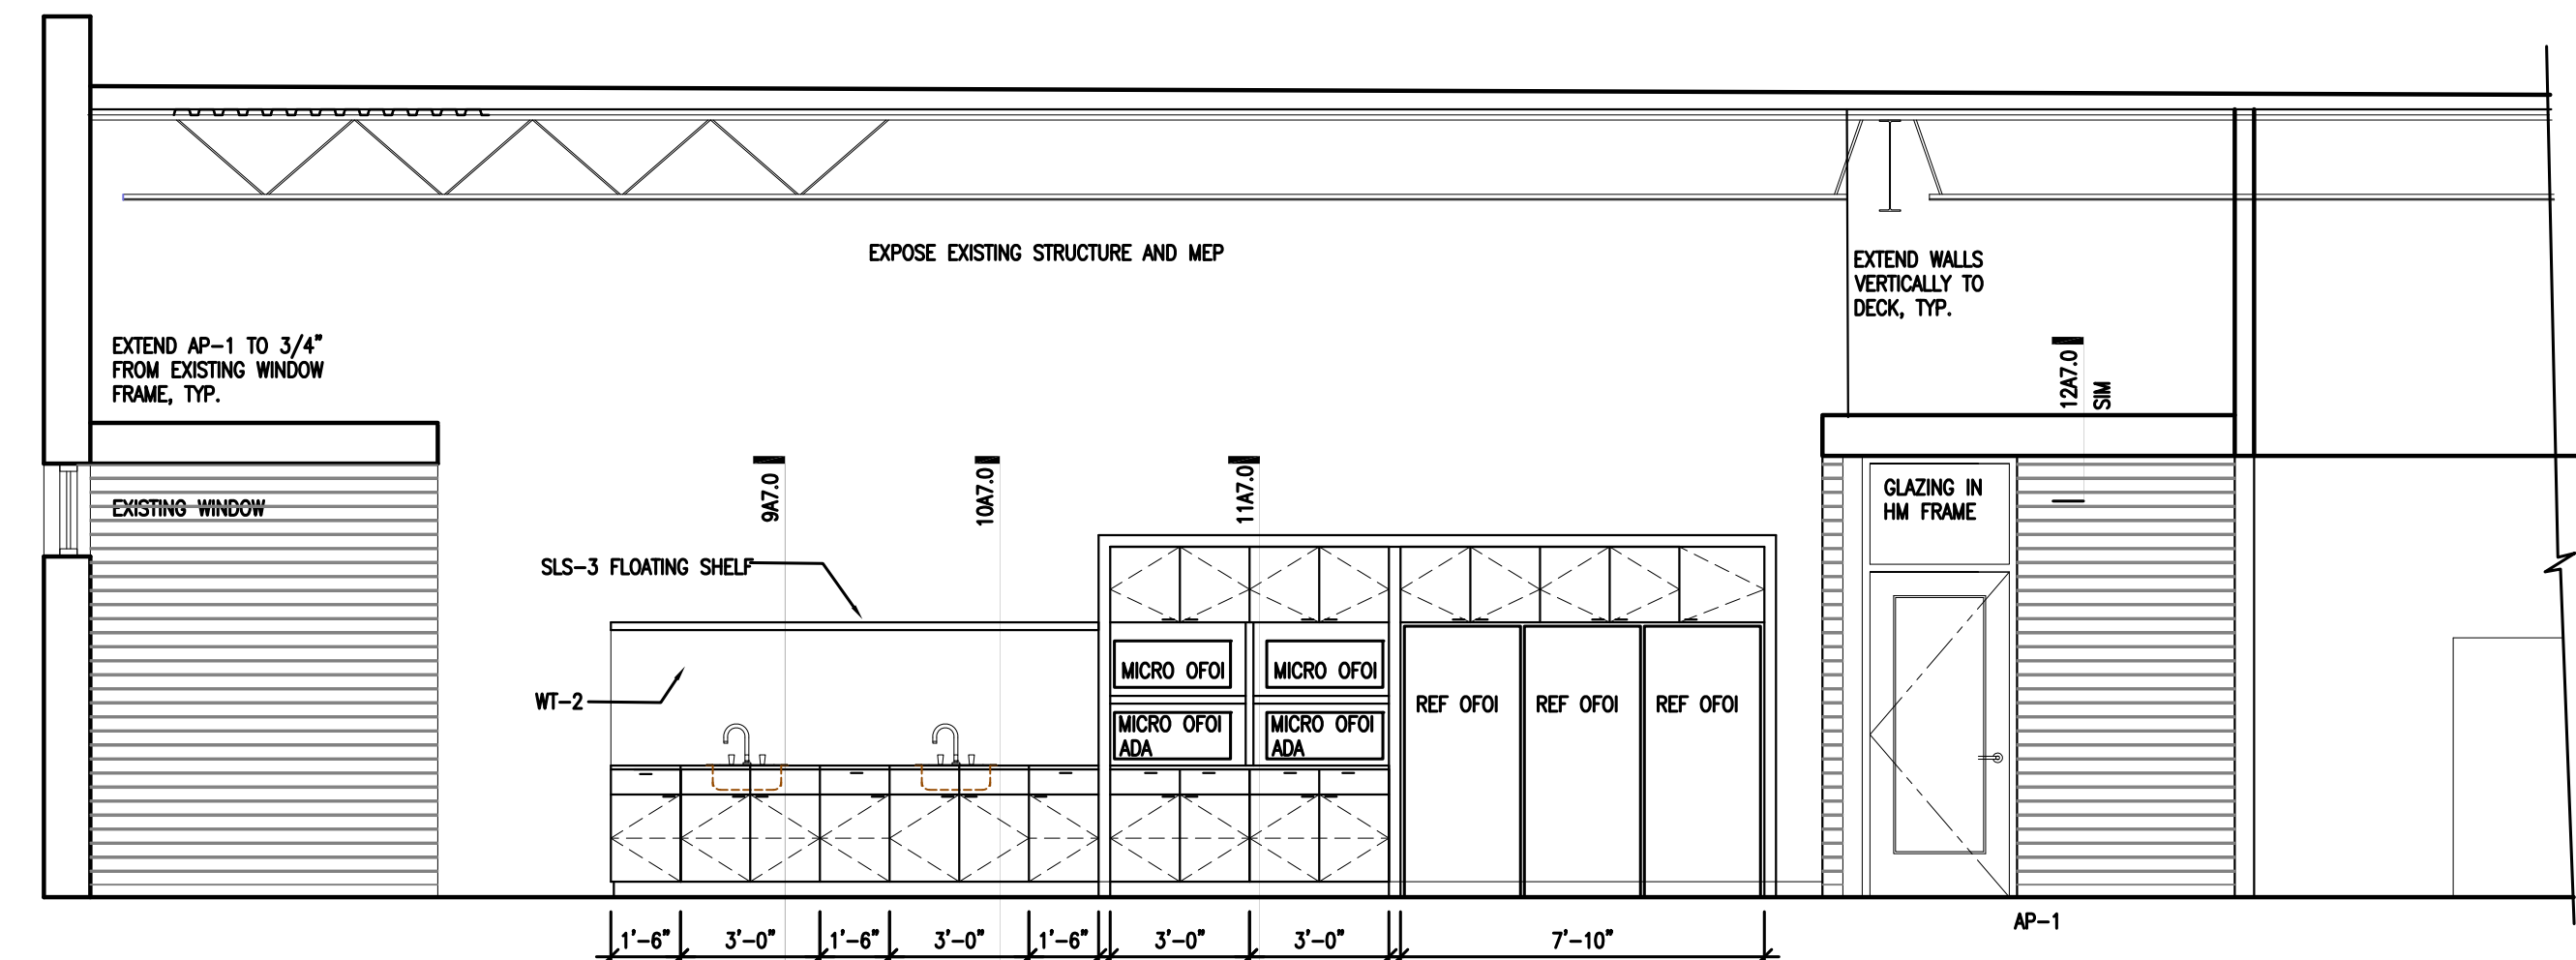 EXPOSE EXISTING STRUCTURE AND MEP
EXTEND WALLS
VERTICALLY TO
DECK, TYP.
EXTEND AP-1 TO 3/4"
FROM EXISTING WINDOW
FRAME, TYP.
12A7.0
SIM
EXISTING WINDOW
9A7.0
10A7.0
11A7.0
GLAZING IN
HM FRAME
SLS-3 FLOATING SHELF
WT-2
MICRO OFOI
MICRO OFOI
MICRO OFOI
ADA
MICRO OFOI
ADA
REF OFOI
REF OFOI
REF OFOI
AP-1
1'-6"
3'-0"
1'-6"
3'-0"
1'-6"
3'-0"
3'-0"
7'-10"